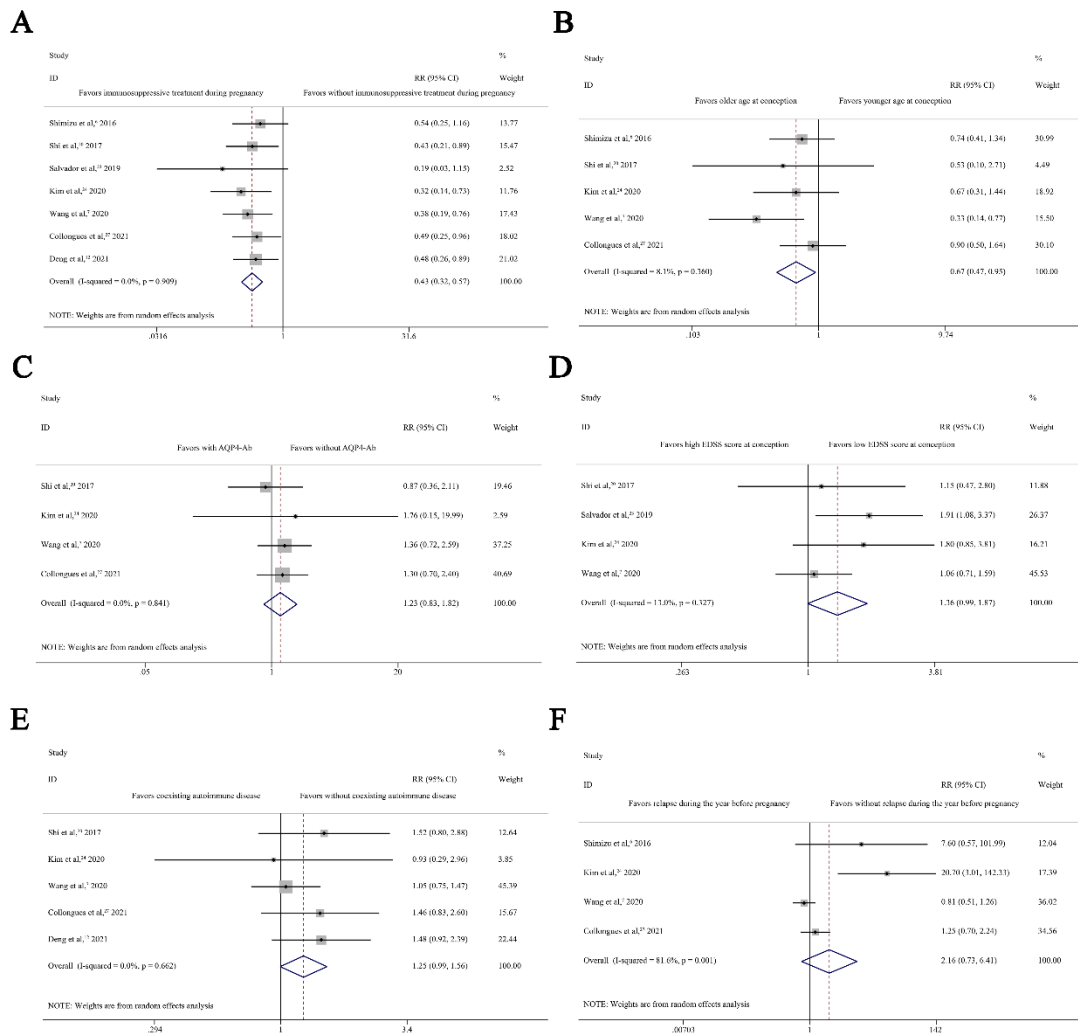 A
Study %
ID RR (95% CI) Weight
Favors immunosuppressive treatment during pregnancy Favors without immunosuppressive treatment during pregnancy
Shimizu et al,⁶ 2016 0.54 (0.25, 1.16) 13.77
Shi et al, 2017 0.43 (0.21, 0.89) 15.47
Salvador et al, 2019 0.19 (0.03, 1.15) 2.52
Kim et al, 2020 0.32 (0.14, 0.73) 11.76
Wang et al,⁷ 2020 0.38 (0.19, 0.76) 17.43
Collongues et al,²⁷ 2021 0.49 (0.25, 0.96) 18.02
Deng et al, 2021 0.48 (0.26, 0.89) 21.02
Overall (I-squared = 0.0%, p = 0.909) 0.43 (0.32, 0.57) 100.00
NOTE: Weights are from random effects analysis
.0316 1 31.6
B
Study %
ID RR (95% CI) Weight
Favors older age at conception Favors younger age at conception
Shimizu et al, 2016 0.74 (0.41, 1.34) 30.99
Shi et al, 2017 0.53 (0.10, 2.71) 4.49
Kim et al,²⁴ 2020 0.67 (0.31, 1.44) 18.92
Wang et al,⁷ 2020 0.33 (0.14, 0.77) 15.50
Collongues et al,²⁷ 2021 0.90 (0.50, 1.64) 30.10
Overall (I-squared = 8.1%, p = 0.360) 0.67 (0.47, 0.95) 100.00
NOTE: Weights are from random effects analysis
.103 1 9.74
C
Study %
ID RR (95% CI) Weight
Favors with AQP4-Ab Favors without AQP4-Ab
Shi et al, 2017 0.87 (0.36, 2.11) 19.46
Kim et al,²⁴ 2020 1.76 (0.15, 19.99) 2.59
Wang et al,⁷ 2020 1.36 (0.72, 2.59) 37.25
Collongues et al, 2021 1.30 (0.70, 2.40) 40.69
Overall (I-squared = 0.0%, p = 0.841) 1.23 (0.83, 1.82) 100.00
NOTE: Weights are from random effects analysis
.05 1 20
D
Study %
ID RR (95% CI) Weight
Favors high EDSS score at conception Favors low EDSS score at conception
Shi et al, 2017 1.15 (0.47, 2.80) 11.88
Salvador et al, 2019 1.91 (1.08, 3.37) 26.37
Kim et al, 2020 1.80 (0.85, 3.81) 16.21
Wang et al,⁷ 2020 1.06 (0.71, 1.59) 45.53
Overall (I-squared = 13.0%, p = 0.327) 1.36 (0.99, 1.87) 100.00
NOTE: Weights are from random effects analysis
.263 1 3.81
E
Study %
ID RR (95% CI) Weight
Favors coexisting autoimmune disease Favors without coexisting autoimmune disease
Shi et al, 2017 1.52 (0.80, 2.88) 12.64
Kim et al,²⁴ 2020 0.93 (0.29, 2.96) 3.85
Wang et al,⁷ 2020 1.05 (0.75, 1.47) 45.39
Collongues et al,²⁷ 2021 1.46 (0.83, 2.60) 15.67
Deng et al, 2021 1.48 (0.92, 2.39) 22.44
Overall (I-squared = 0.0%, p = 0.662) 1.25 (0.99, 1.56) 100.00
NOTE: Weights are from random effects analysis
.294 1 3.4
F
Study %
ID RR (95% CI) Weight
Favors relapse during the year before pregnancy Favors without relapse during the year before pregnancy
Shimizu et al, 2016 7.60 (0.57, 101.99) 12.04
Kim et al, 2020 20.70 (3.01, 142.33) 17.39
Wang et al,⁷ 2020 0.81 (0.51, 1.26) 36.02
Collongues et al, 2021 1.25 (0.70, 2.24) 34.56
Overall (I-squared = 81.6%, p = 0.001) 2.16 (0.73, 6.41) 100.00
NOTE: Weights are from random effects analysis
.00703 1 142